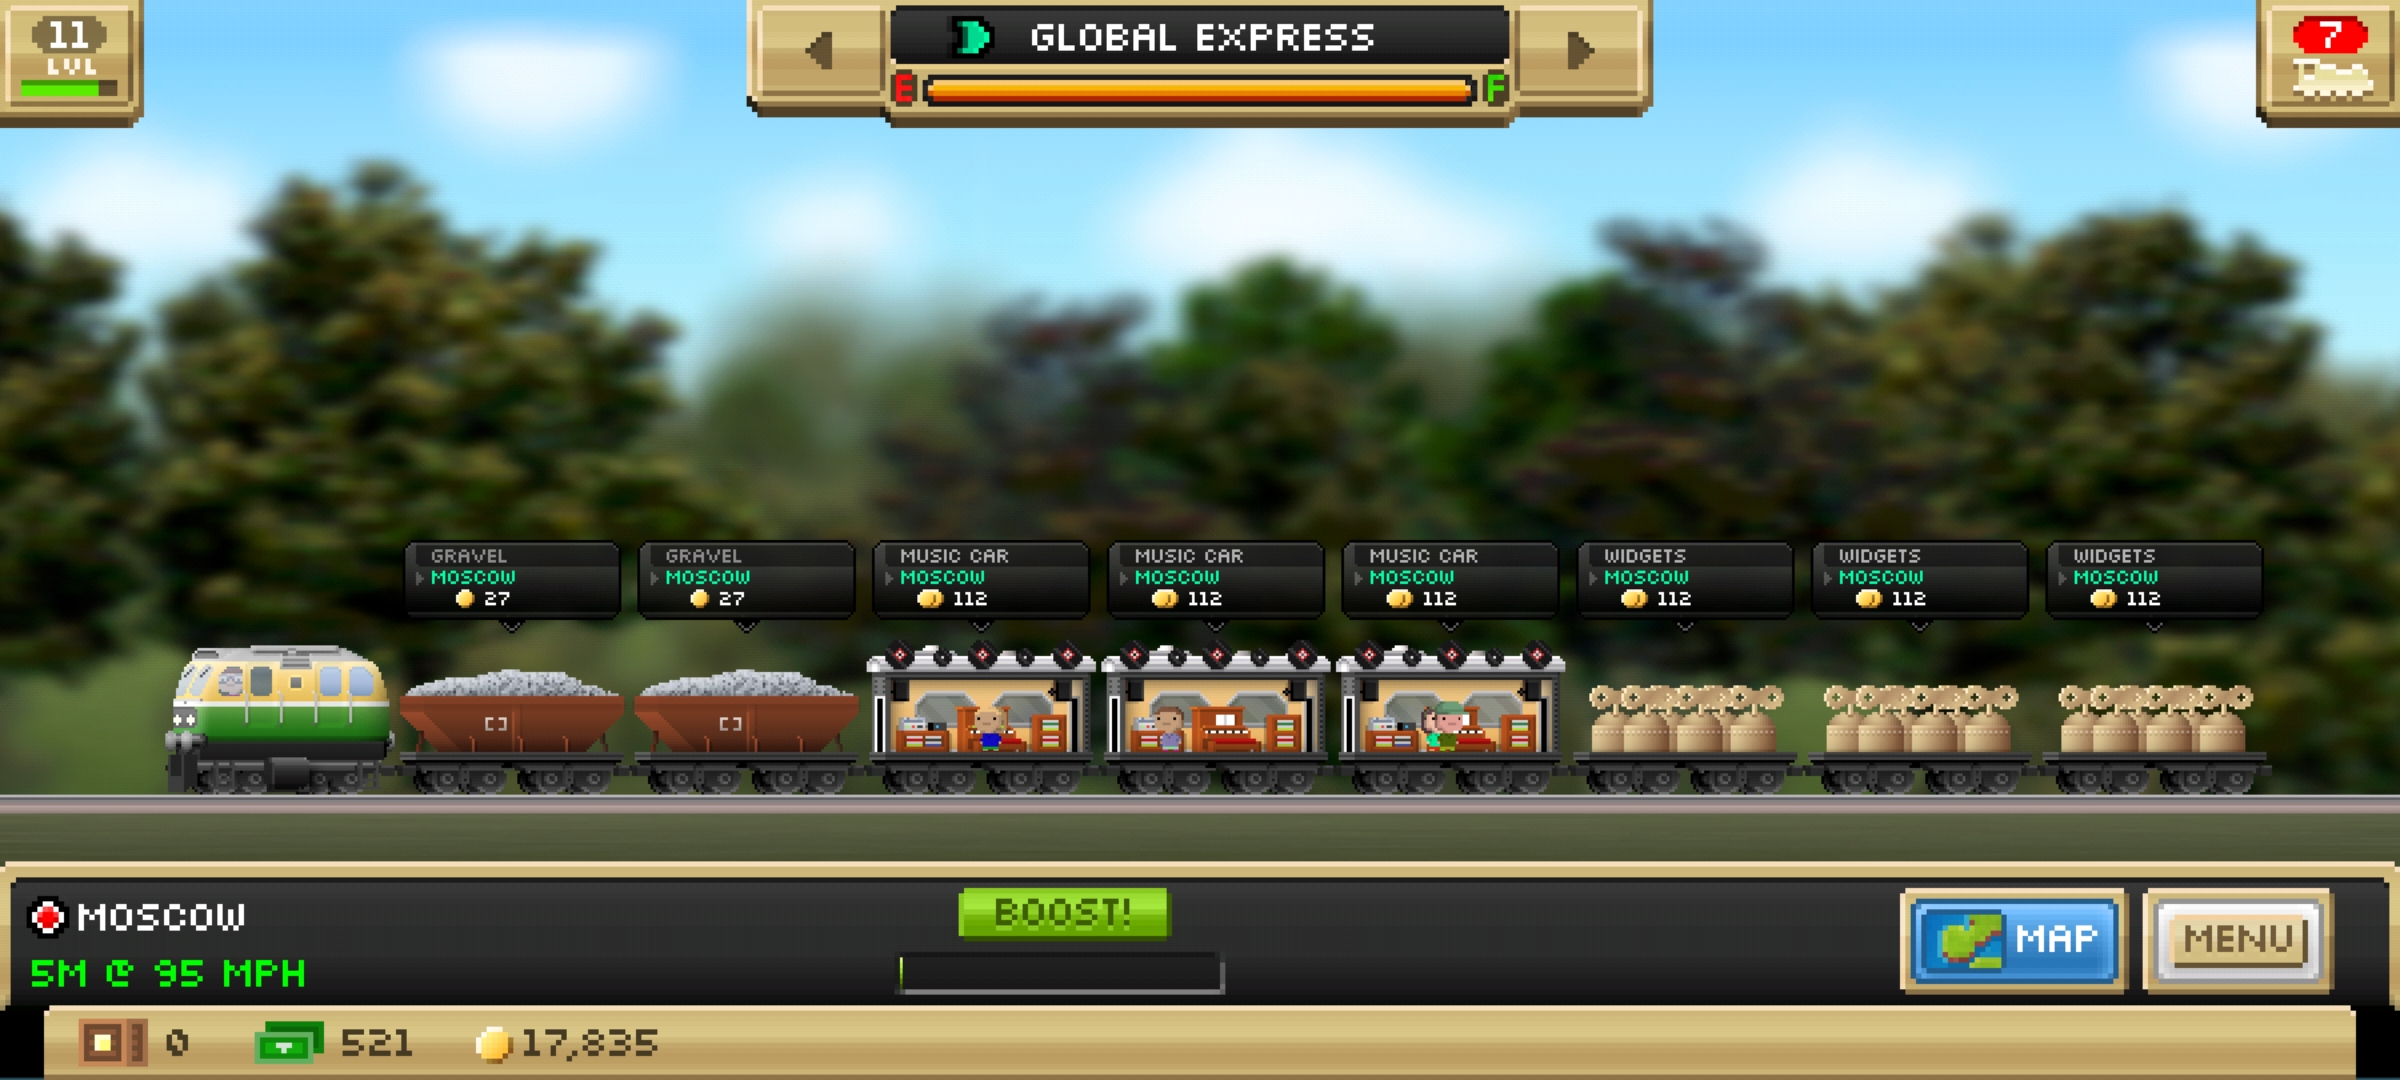 11
LVL
GLOBAL EXPRESS
E F
7
GRAVEL
MOSCOW
27
GRAVEL
MOSCOW
27
MUSIC CAR
MOSCOW
112
MUSIC CAR
MOSCOW
112
MUSIC CAR
MOSCOW
112
WIDGETS
MOSCOW
112
WIDGETS
MOSCOW
112
WIDGETS
MOSCOW
112
MOSCOW
5M @ 95 MPH
BOOST!
MAP
MENU
0
521
17,835